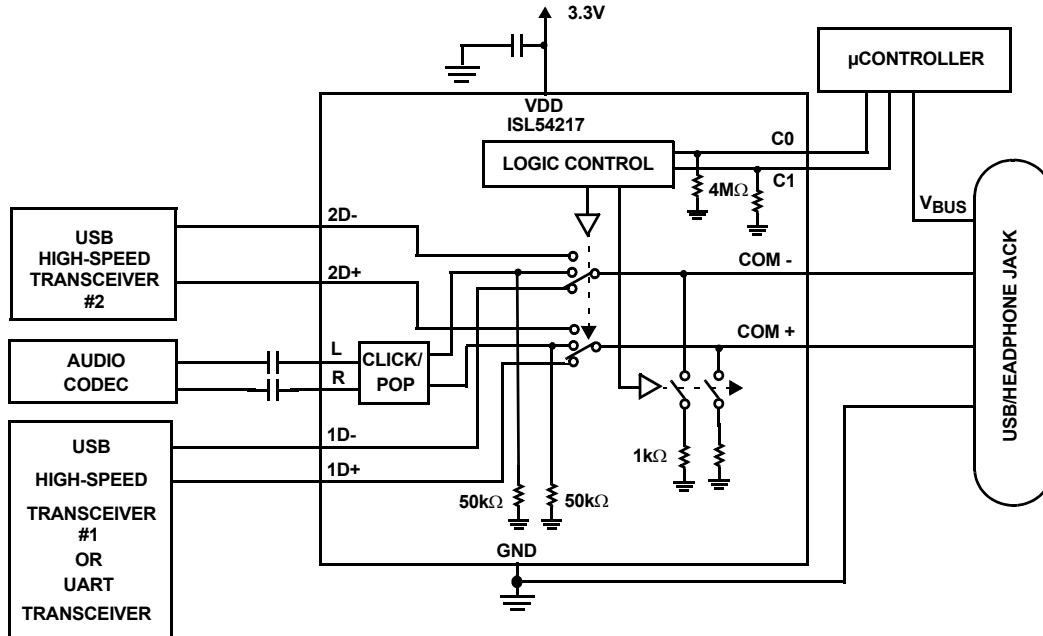 3.3V
µCONTROLLER
VDD
ISL54217
LOGIC CONTROL
C0
C1
4MΩ
VBUS
2D-
2D+
USB
HIGH-SPEED
TRANSCEIVER
#2
COM -
COM +
USB/HEADPHONE JACK
AUDIO
CODEC
L
R
CLICK/
POP
1D-
1D+
USB
HIGH-SPEED
TRANSCEIVER
#1
OR
UART
TRANSCEIVER
50kΩ
50kΩ
1kΩ
GND